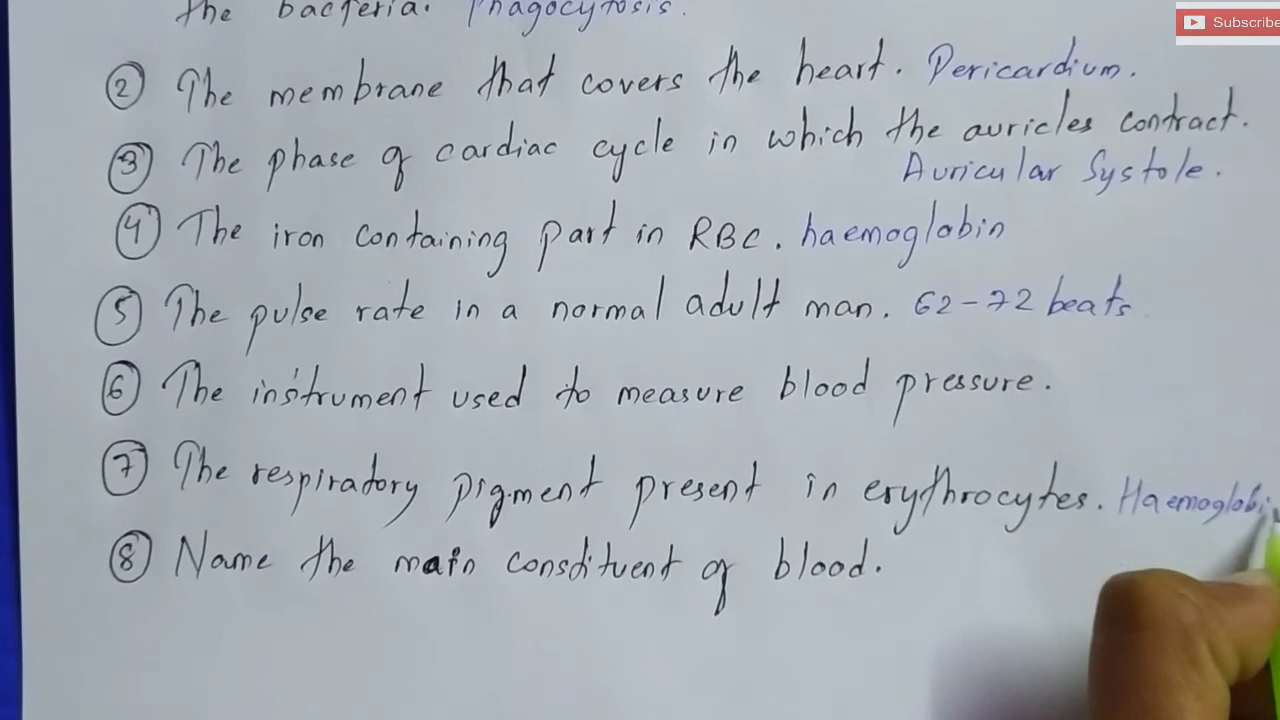 the bacteria. Phagocytosis.
Subscribe
② The membrane that covers the heart. Pericardium.
③ The phase of cardiac cycle in which the auricles contract.
Auricular Systole.
④ The iron containing part in RBC. haemoglobin
⑤ The pulse rate in a normal adult man. 62-72 beats
⑥ The instrument used to measure blood pressure.
⑦ The respiratory pigment present in erythrocytes. Haemoglobi
⑧ Name the main constituent of blood.